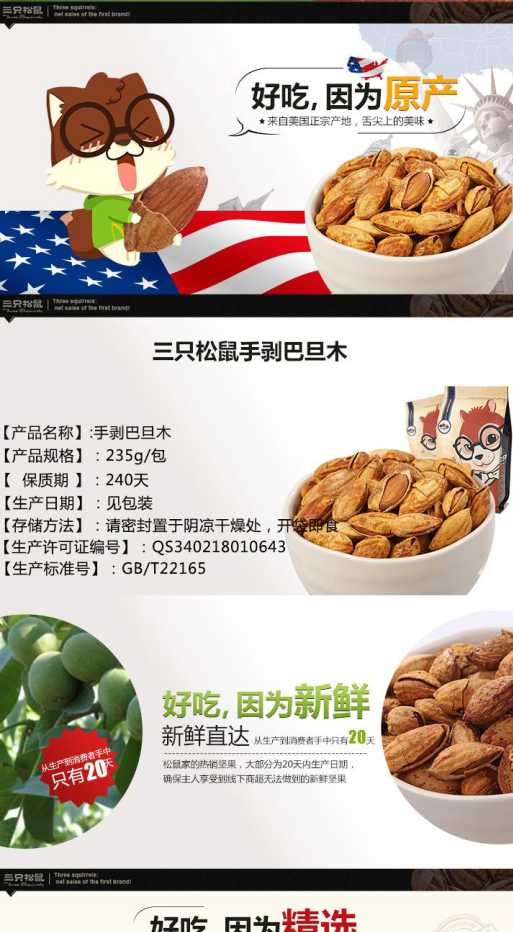 三只松鼠
Three Squirrels
Three squirrels:
net sales of the first brand!
好吃,因为原产
★来自美国正宗产地,舌尖上的美味★
三只松鼠
Three Squirrels
Three squirrels:
net sales of the first brand!
三只松鼠手剥巴旦木
【产品名称】:手剥巴旦木
【产品规格】:235g/包
【 保质期 】:240天
【生产日期】:见包装
【存储方法】:请密封置于阴凉干燥处,开袋即食
【生产许可证编号】:QS340218010643
【生产标准号】:GB/T22165
从生产到消费者手中
只有20天
好吃,因为新鲜
新鲜直达 从生产到消费者手中只有20天
松鼠家的热销坚果,大部分为20天内生产日期,
确保主人享受到线下商超无法做到的新鲜坚果
三只松鼠
Three Squirrels
Three squirrels:
net sales of the first brand!
好吃,因为精选